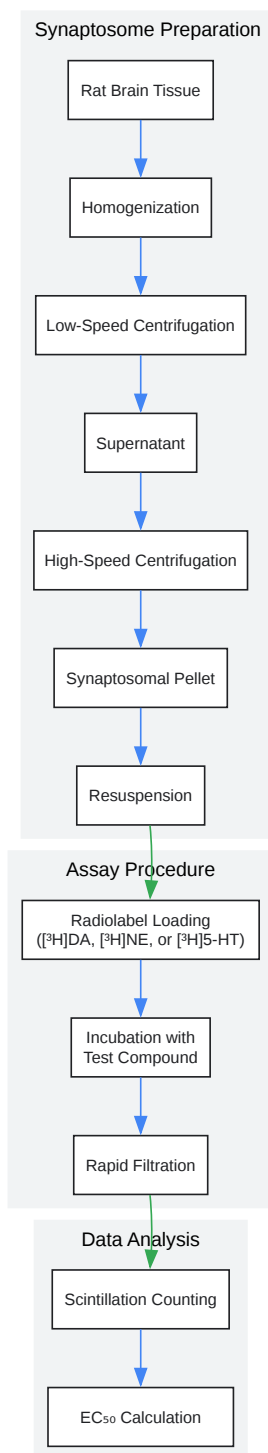 Synaptosome Preparation
Rat Brain Tissue
Homogenization
Low-Speed Centrifugation
Supernatant
High-Speed Centrifugation
Synaptosomal Pellet
Resuspension
Assay Procedure
Radiolabel Loading
([³H]DA, [³H]NE, or [³H]5-HT)
Incubation with
Test Compound
Rapid Filtration
Data Analysis
Scintillation Counting
EC₅₀ Calculation